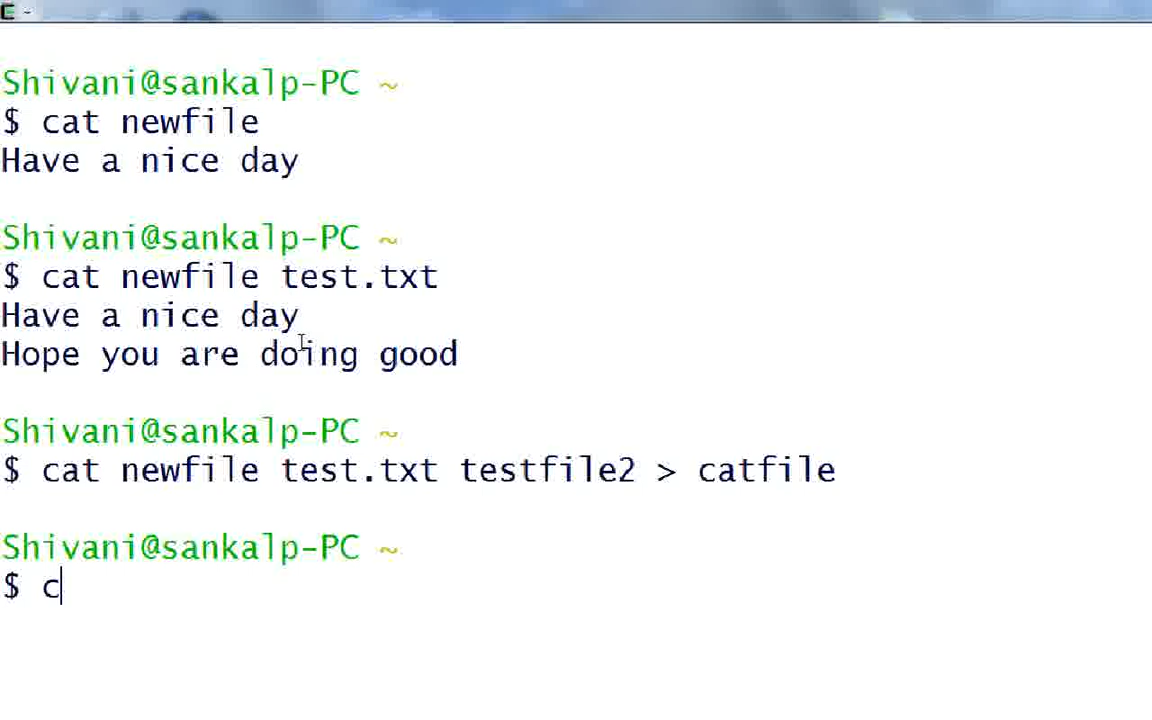 Shivani@sankalp-PC ~
$ cat newfile
Have a nice day
Shivani@sankalp-PC ~
$ cat newfile test.txt
Have a nice day
Hope you are doing good
Shivani@sankalp-PC ~
$ cat newfile test.txt testfile2 > catfile
Shivani@sankalp-PC ~
$ c